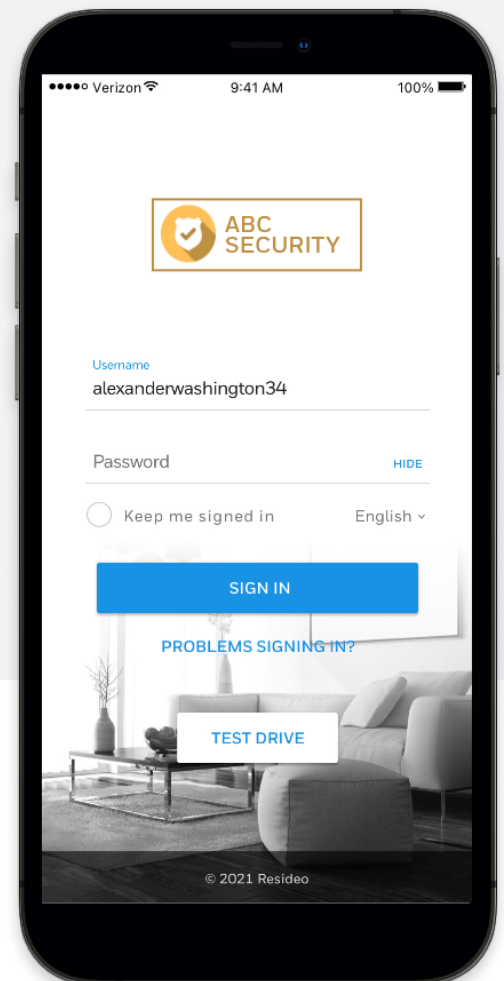 Verizon 9:41 AM 100%
ABC
SECURITY
Username
alexanderwashington34
Password HIDE
Keep me signed in English
SIGN IN
PROBLEMS SIGNING IN?
TEST DRIVE
© 2021 Resideo